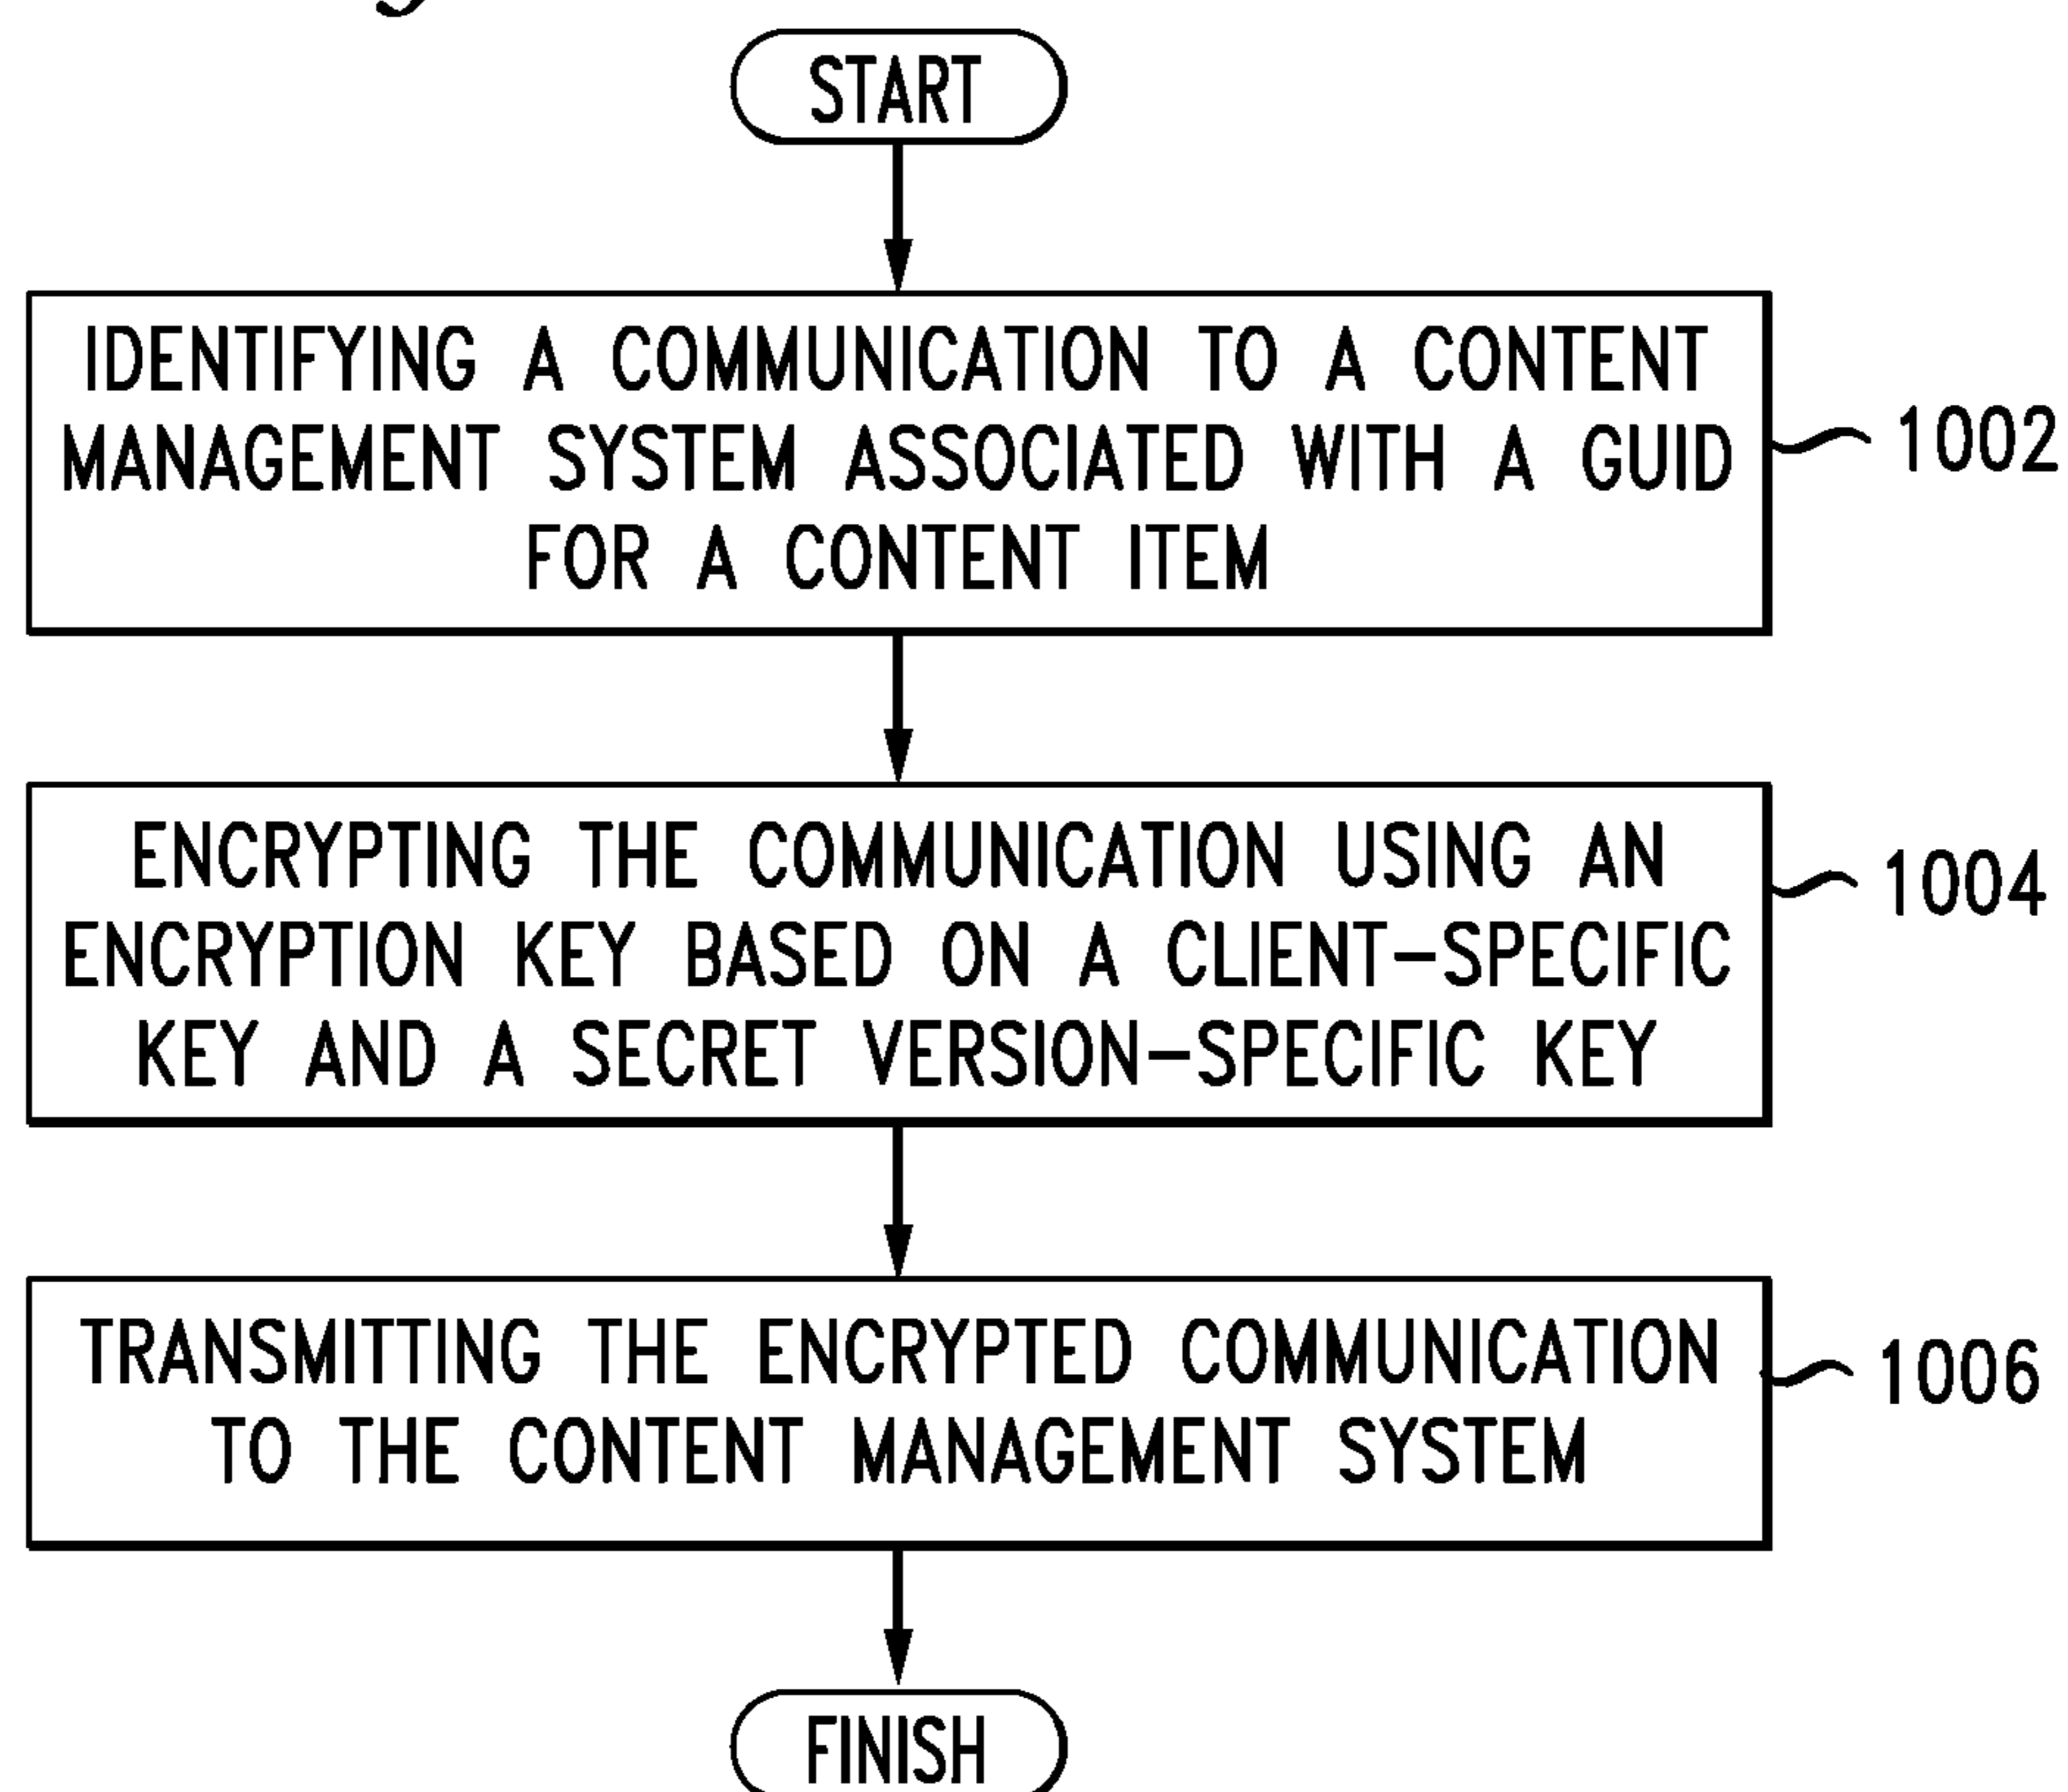 START
IDENTIFYING A COMMUNICATION TO A CONTENT
MANAGEMENT SYSTEM ASSOCIATED WITH A GUID
FOR A CONTENT ITEM
1002
ENCRYPTING THE COMMUNICATION USING AN
ENCRYPTION KEY BASED ON A CLIENT-SPECIFIC
KEY AND A SECRET VERSION-SPECIFIC KEY
1004
TRANSMITTING THE ENCRYPTED COMMUNICATION
TO THE CONTENT MANAGEMENT SYSTEM
1006
FINISH